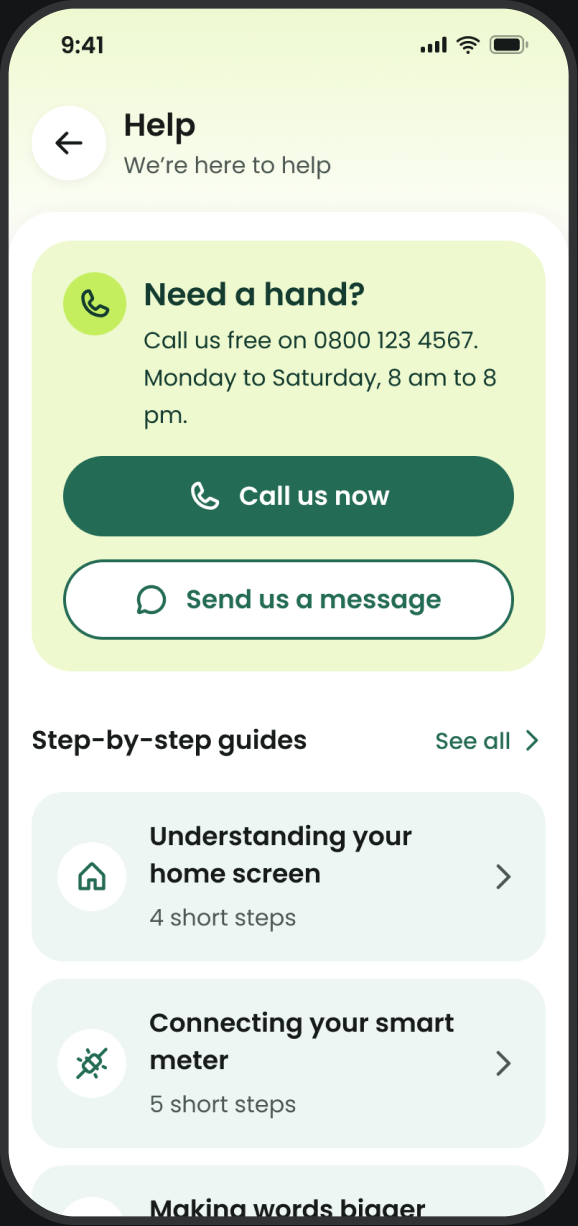 9:41
Help
We're here to help
Need a hand?
Call us free on 0800 123 4567.
Monday to Saturday, 8 am to 8
pm.
Call us now
Send us a message
Step-by-step guides
See all
Understanding your
home screen
4 short steps
Connecting your smart
meter
5 short steps
Making words bigger